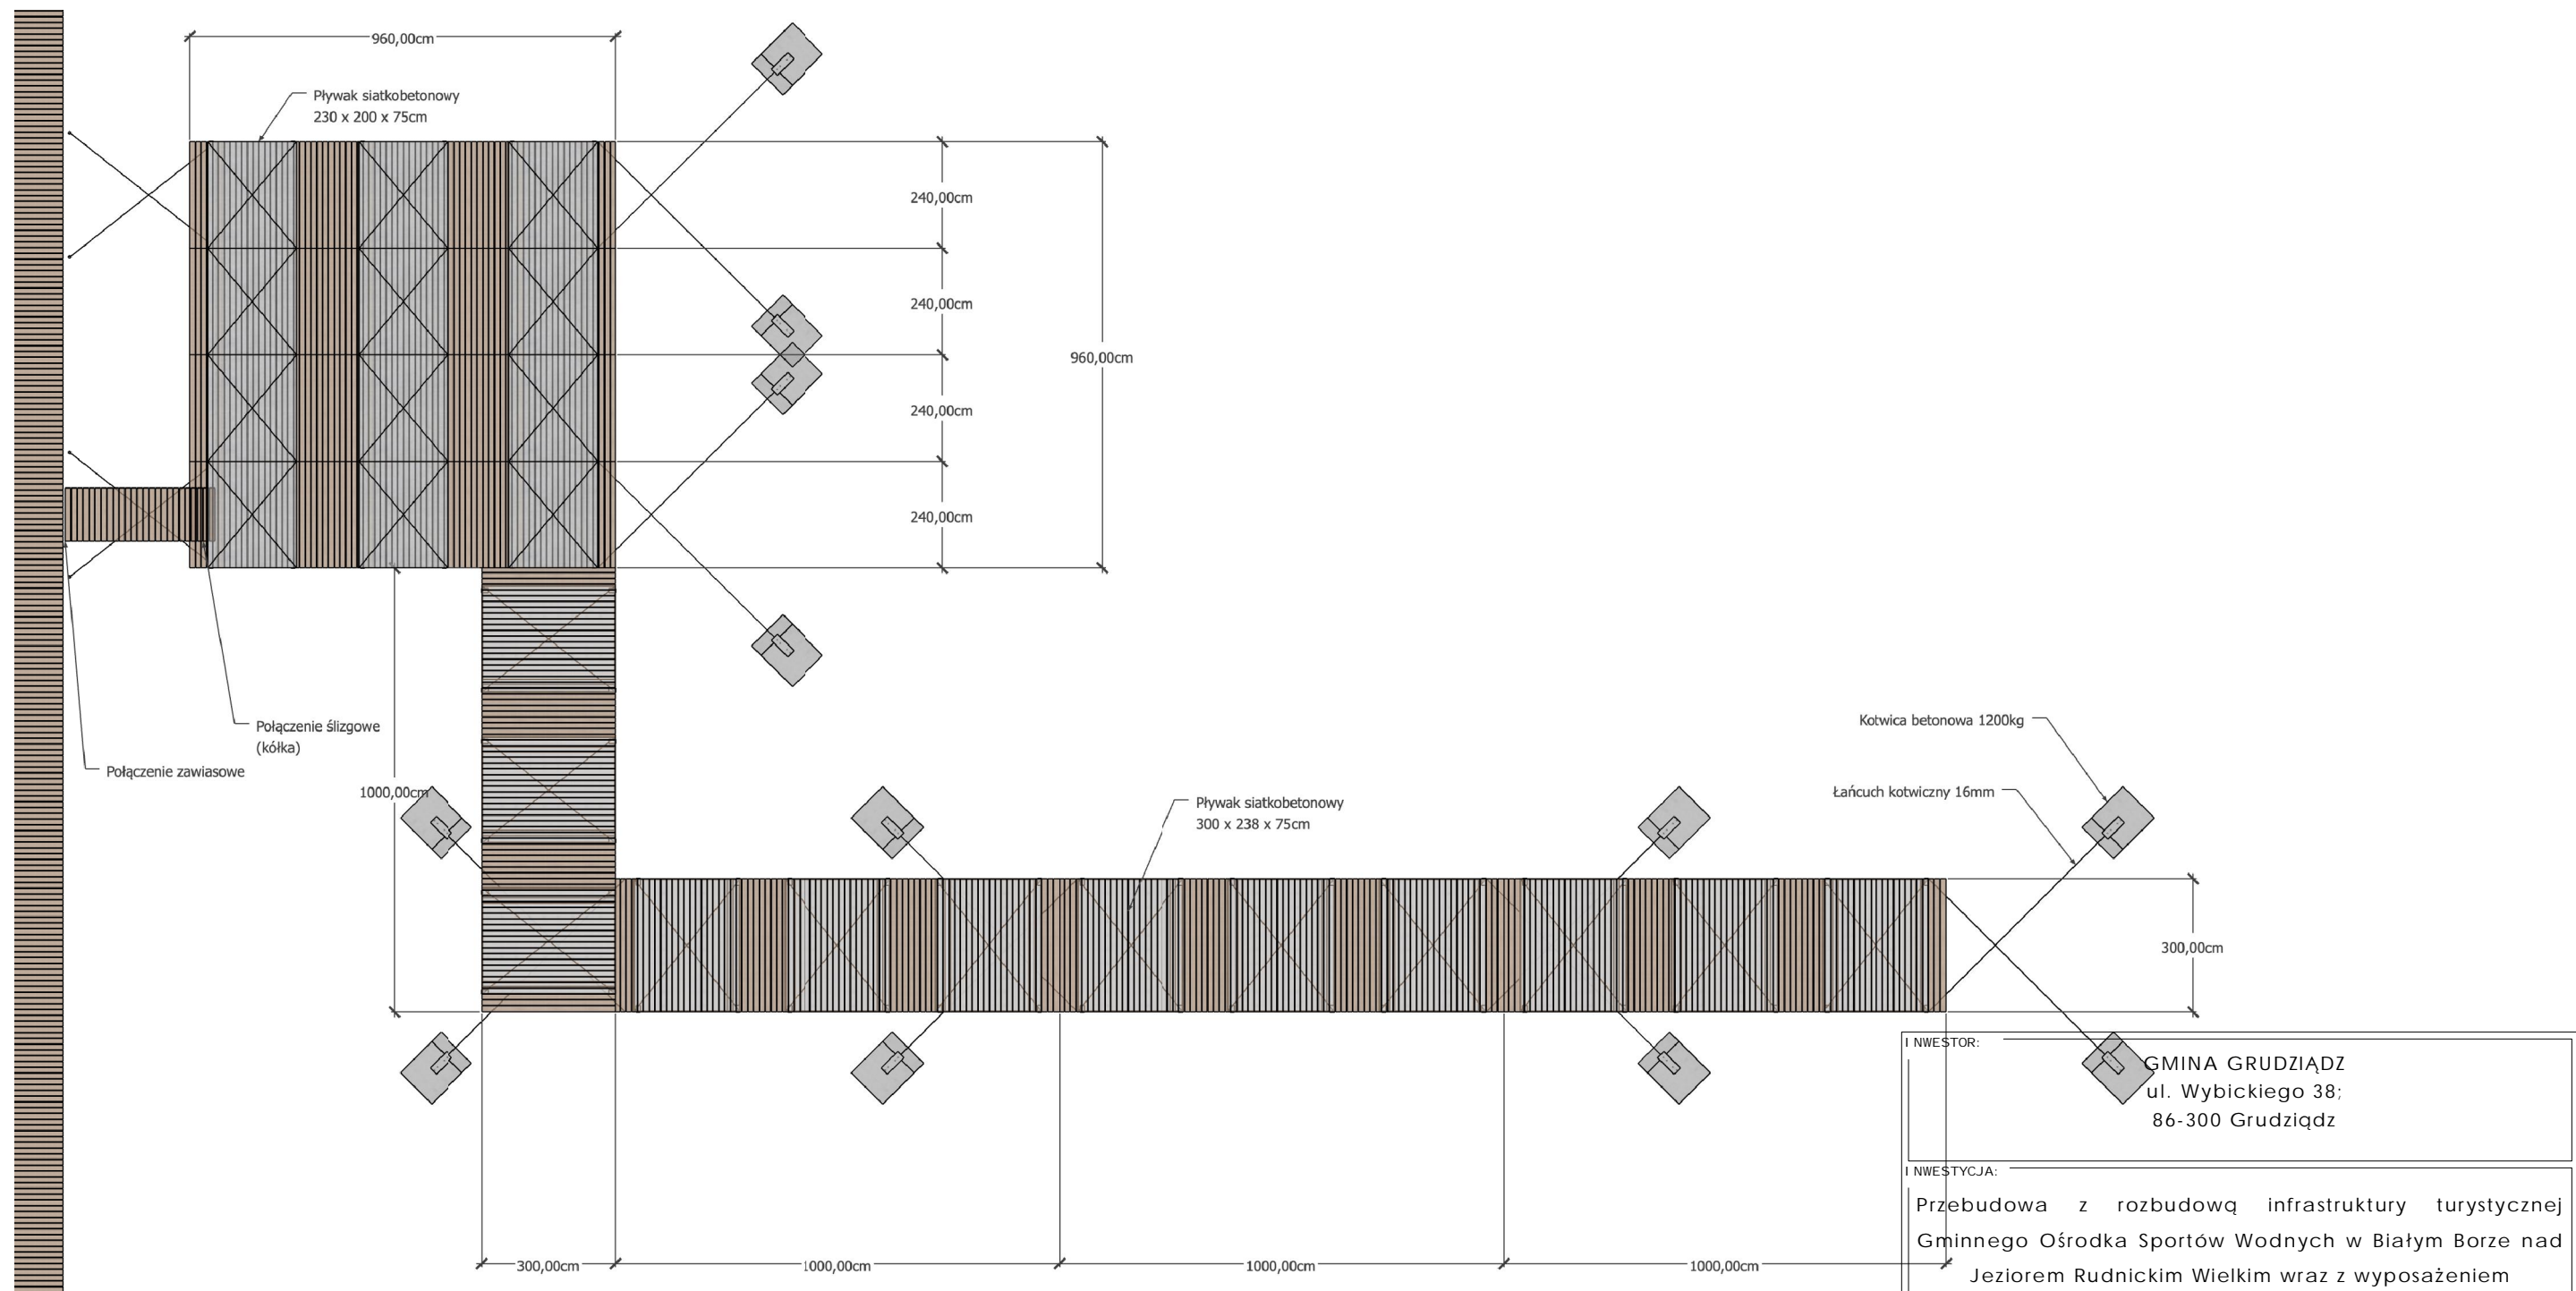 960,00cm
Pływak siatkobetonowy
230 x 200 x 75cm
240,00cm
240,00cm
960,00cm
240,00cm
240,00cm
Połączenie ślizgowe
(kółka)
Połączenie zawiasowe
1000,00cm
Pływak siatkobetonowy
300 x 238 x 75cm
Kotwica betonowa 1200kg
Łańcuch kotwiczny 16mm
300,00cm
300,00cm
1000,00cm
1000,00cm
1000,00cm
INWESTOR:
GMINA GRUDZIĄDZ
ul. Wybickiego 38;
86-300 Grudziądz
INWESTYCJA:
Przebudowa z rozbudową infrastruktury turystycznej
Gminnego Ośrodka Sportów Wodnych w Białym Borze nad
Jeziorem Rudnickim Wielkim wraz z wyposażeniem